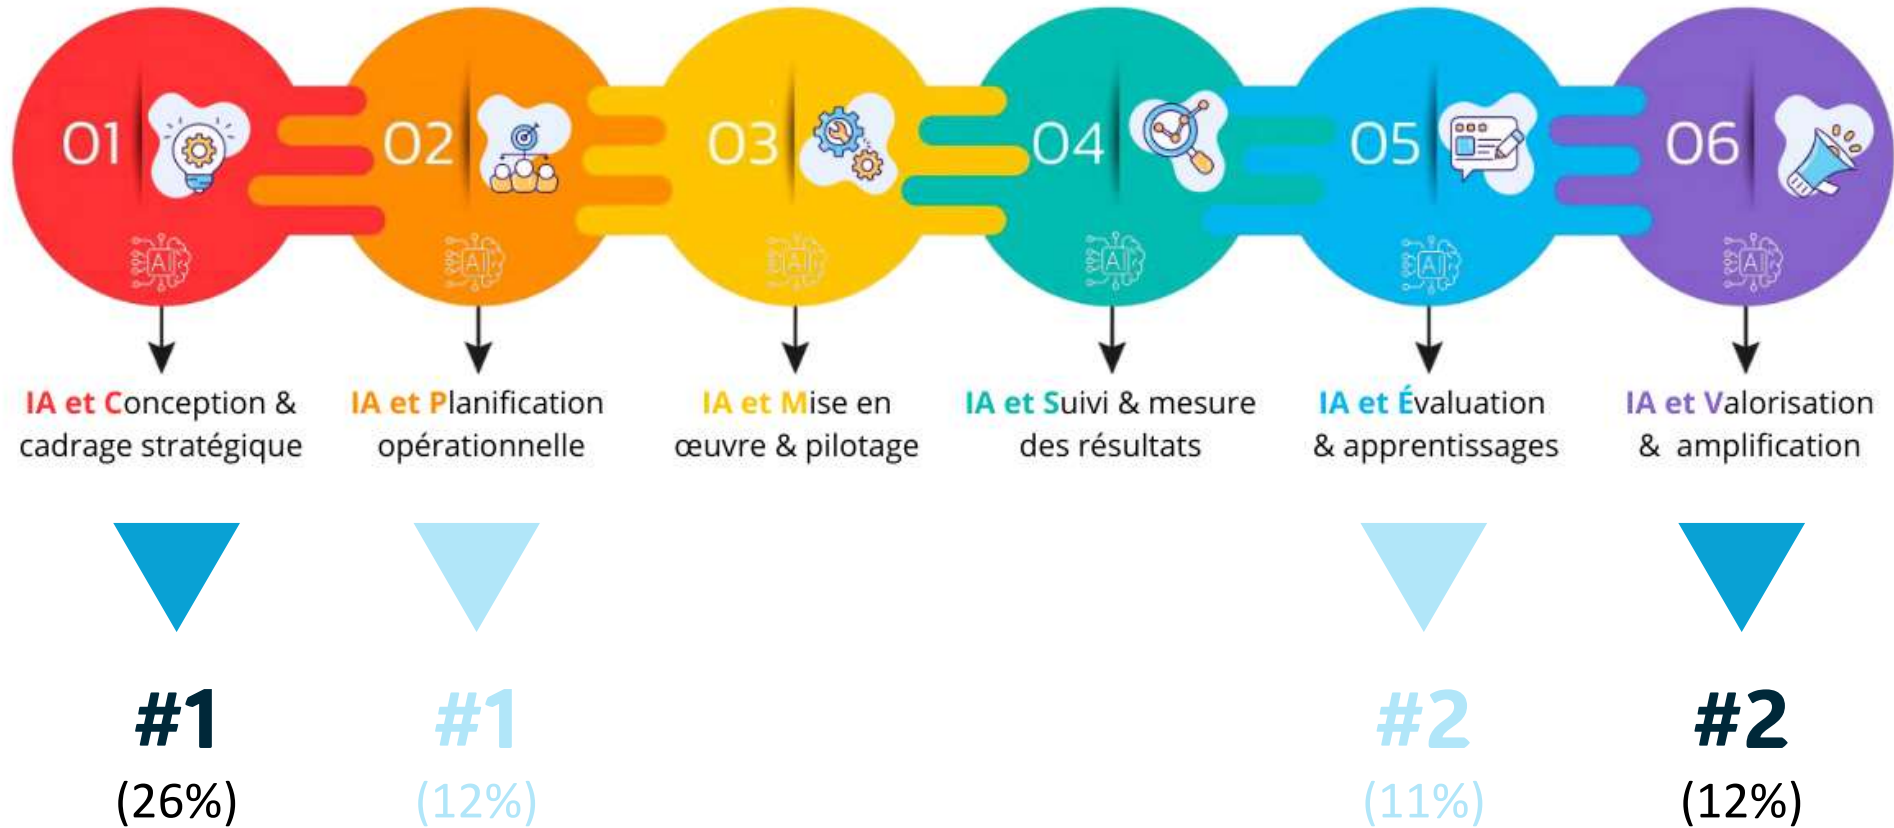 01
02
03
04
05
06
AI
AI
AI
AI
AI
AI
IA et Conception &
cadrage stratégique
IA et Planification
opérationnelle
IA et Mise en
œuvre & pilotage
IA et Suivi & mesure
des résultats
IA et Évaluation
& apprentissages
IA et Valorisation
& amplification
#1
(26%)
#1
(12%)
#2
(11%)
#2
(12%)